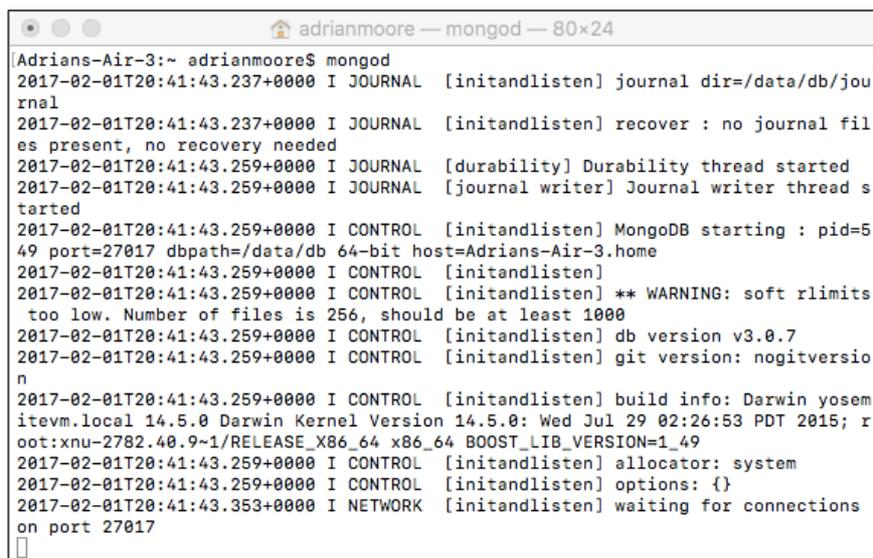 adrianmoore — mongod — 80×24
[Adrians-Air-3:~ adrianmoore$ mongod
2017-02-01T20:41:43.237+0000 I JOURNAL  [initandlisten] journal dir=/data/db/jou
rnal
2017-02-01T20:41:43.237+0000 I JOURNAL  [initandlisten] recover : no journal fil
es present, no recovery needed
2017-02-01T20:41:43.259+0000 I JOURNAL  [durability] Durability thread started
2017-02-01T20:41:43.259+0000 I JOURNAL  [journal writer] Journal writer thread s
tarted
2017-02-01T20:41:43.259+0000 I CONTROL  [initandlisten] MongoDB starting : pid=5
49 port=27017 dbpath=/data/db 64-bit host=Adrians-Air-3.home
2017-02-01T20:41:43.259+0000 I CONTROL  [initandlisten]
2017-02-01T20:41:43.259+0000 I CONTROL  [initandlisten] ** WARNING: soft rlimits
 too low. Number of files is 256, should be at least 1000
2017-02-01T20:41:43.259+0000 I CONTROL  [initandlisten] db version v3.0.7
2017-02-01T20:41:43.259+0000 I CONTROL  [initandlisten] git version: nogitversio
n
2017-02-01T20:41:43.259+0000 I CONTROL  [initandlisten] build info: Darwin yosem
itevm.local 14.5.0 Darwin Kernel Version 14.5.0: Wed Jul 29 02:26:53 PDT 2015; r
oot:xnu-2782.40.9~1/RELEASE_X86_64 x86_64 BOOST_LIB_VERSION=1_49
2017-02-01T20:41:43.259+0000 I CONTROL  [initandlisten] allocator: system
2017-02-01T20:41:43.259+0000 I CONTROL  [initandlisten] options: {}
2017-02-01T20:41:43.353+0000 I NETWORK  [initandlisten] waiting for connections
on port 27017